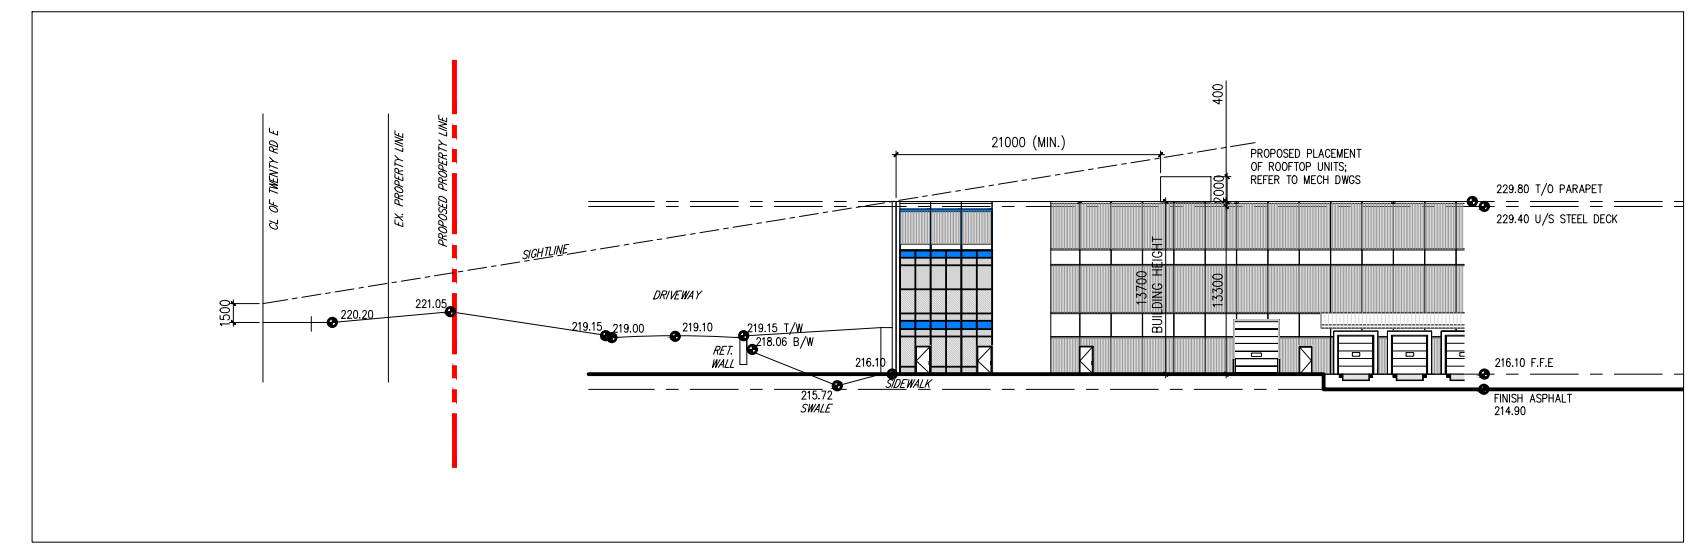 CL OF TWENTY RD E
EX. PROPERTY LINE
PROPOSED PROPERTY LINE
SIGHTLINE
1500
220.20
221.05
DRIVEWAY
219.15
219.00
219.10
219.15 T/W
218.06 B/W
RET.
WALL
215.72
SWALE
216.10
SIDEWALK
21000 (MIN.)
400
2000
PROPOSED PLACEMENT
OF ROOFTOP UNITS;
REFER TO MECH DWGS
13700
BUILDING HEIGHT
13300
229.80 T/O PARAPET
229.40 U/S STEEL DECK
216.10 F.F.E
FINISH ASPHALT
214.90